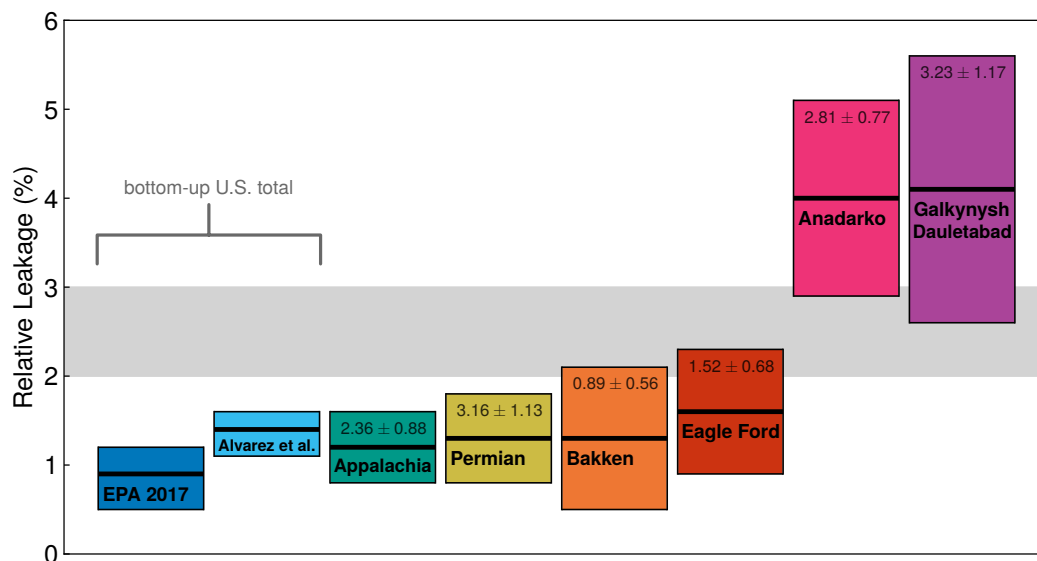 6
5
4
3
2
1
0
Relative Leakage (%)
bottom-up U.S. total
EPA 2017
Alvarez et al.
2.36 ± 0.88
Appalachia
3.16 ± 1.13
Permian
0.89 ± 0.56
Bakken
1.52 ± 0.68
Eagle Ford
2.81 ± 0.77
Anadarko
3.23 ± 1.17
Galkynysh
Dauletabad